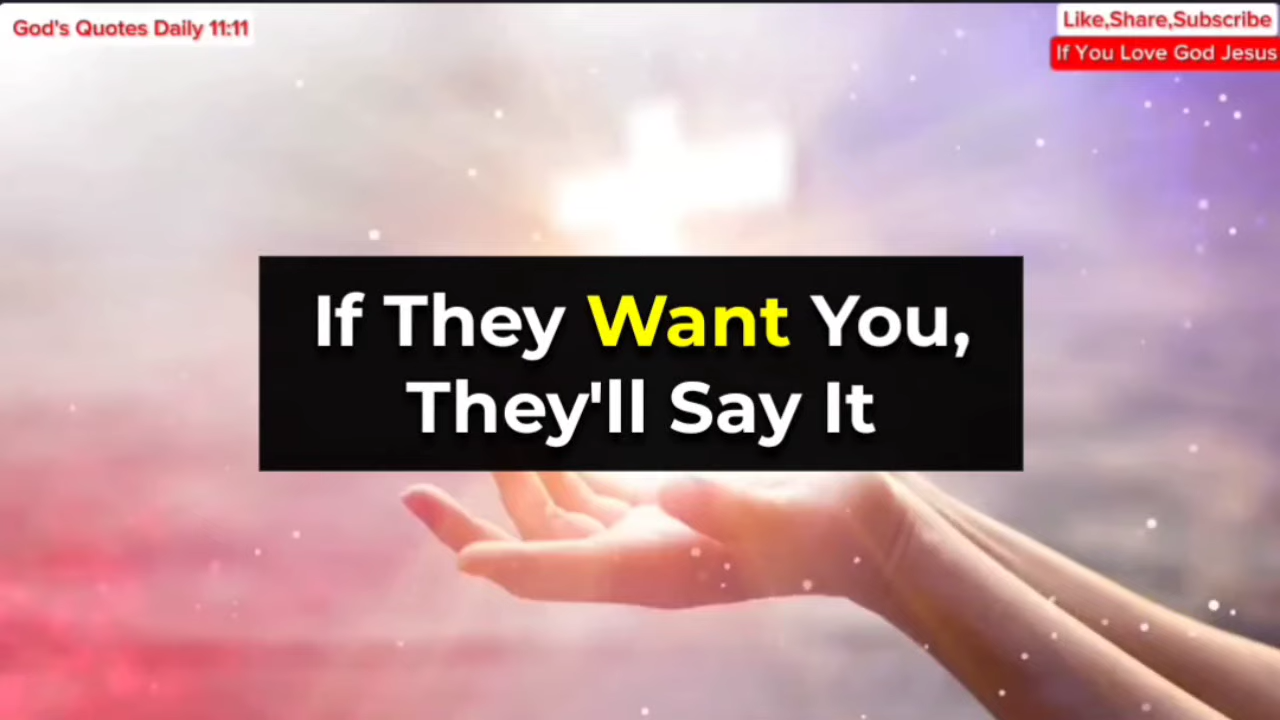 God's Quotes Daily 11:11
Like,Share,Subscribe
If You Love God Jesus
If They Want You,
They'll Say It